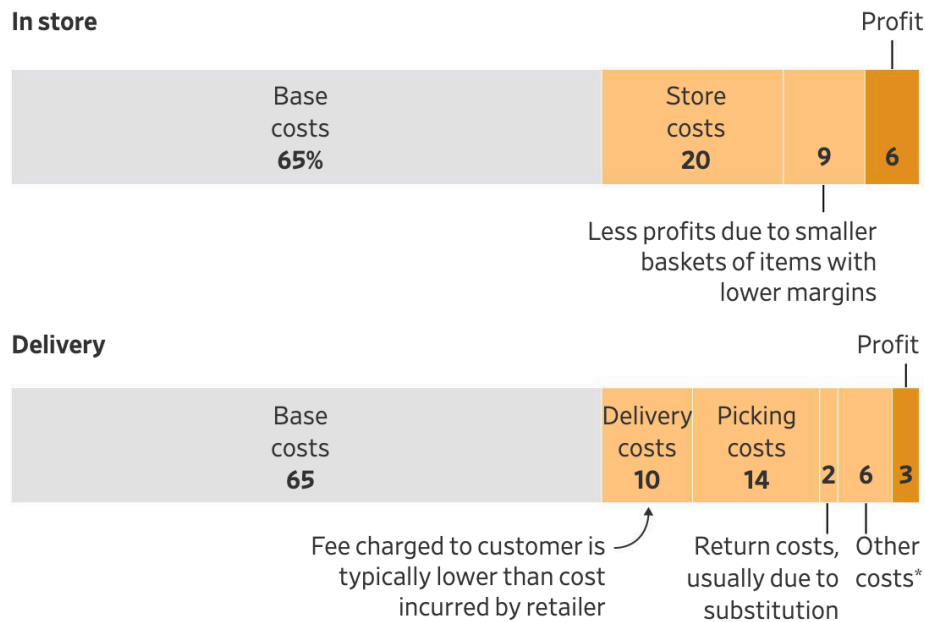 In store
Profit
Base
costs
65%
Store
costs
20
9
6
Less profits due to smaller
baskets of items with
lower margins
Delivery
Profit
Base
costs
65
Delivery
costs
10
Picking
costs
14
2
6
3
Fee charged to customer is
typically lower than cost
incurred by retailer
Return costs,
usually due to
substitution
Other
costs*